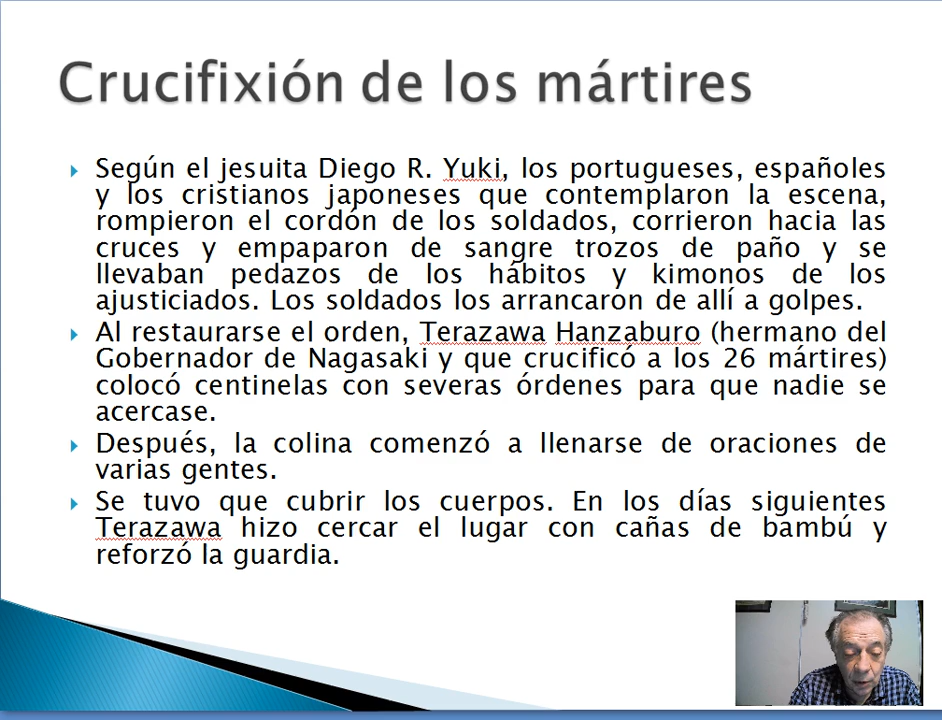 Crucifixión de los mártires
Según el jesuita Diego R. Yuki, los portugueses, españoles
y los cristianos japoneses que contemplaron la escena,
rompieron el cordón de los soldados, corrieron hacia las
cruces y empaparon de sangre trozos de paño y se
llevaban pedazos de los hábitos y kimonos de los
ajusticiados. Los soldados los arrancaron de allí a golpes.
Al restaurarse el orden, Terazawa Hanzaburo (hermano del
Gobernador de Nagasaki y que crucificó a los 26 mártires)
colocó centinelas con severas órdenes para que nadie se
acercase.
Después, la colina comenzó a llenarse de oraciones de
varias gentes.
Se tuvo que cubrir los cuerpos. En los días siguientes
Terazawa hizo cercar el lugar con cañas de bambú y
reforzó la guardia.